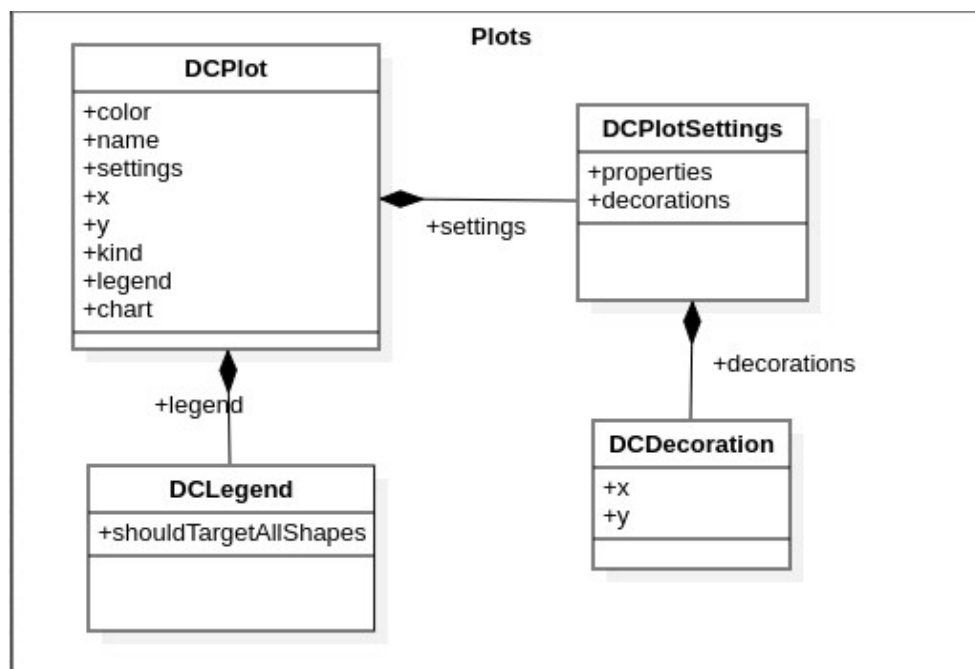 Plots
DCPlot
+color
+name
+settings
+x
+y
+kind
+legend
+chart
+settings
DCPlotSettings
+properties
+decorations
+legend
+decorations
DCLegend
+shouldTargetAllShapes
DCDecoration
+x
+y